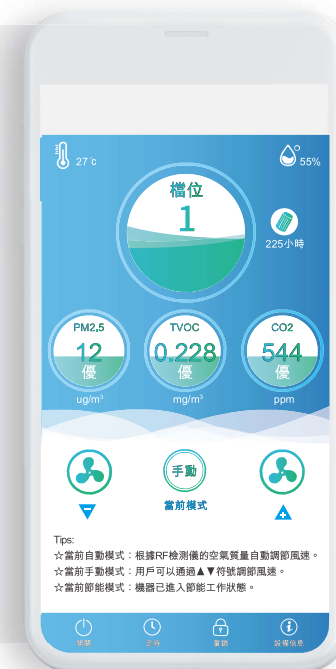 27℃
55%
檔位
1
225小時
PM2,5
12
優
ug/m³
TVOC
0.228
優
mg/m³
CO2
544
優
ppm
手動
當前模式
Tips:
☆當前自動模式：根據RF檢測儀的空氣質量自動調節風速。
☆當前手動模式：用戶可以通過▲▼符號調節風速。
☆當前節能模式：機器已進入節能工作狀態。
定時
童鎖
設備信息